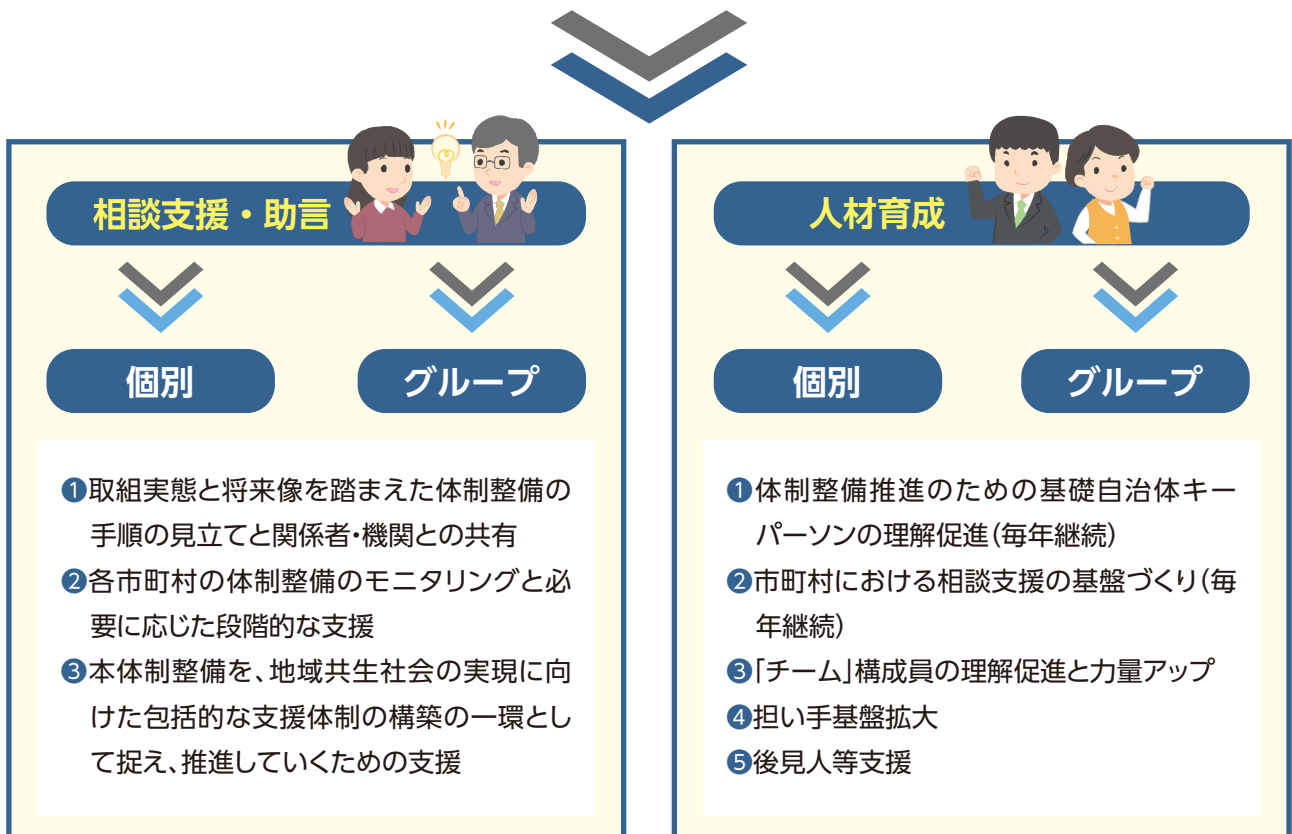 相談支援・助言
個別
グループ
❶取組実態と将来像を踏まえた体制整備の
手順の見立てと関係者・機関との共有
❷各市町村の体制整備のモニタリングと必
要に応じた段階的な支援
❸本体制整備を、地域共生社会の実現に向
けた包括的な支援体制の構築の一環とし
て捉え、推進していくための支援
人材育成
個別
グループ
❶体制整備推進のための基礎自治体キー
パーソンの理解促進（毎年継続）
❷市町村における相談支援の基盤づくり（毎
年継続）
❸「チーム」構成員の理解促進と力量アップ
❹担い手基盤拡大
❺後見人等支援